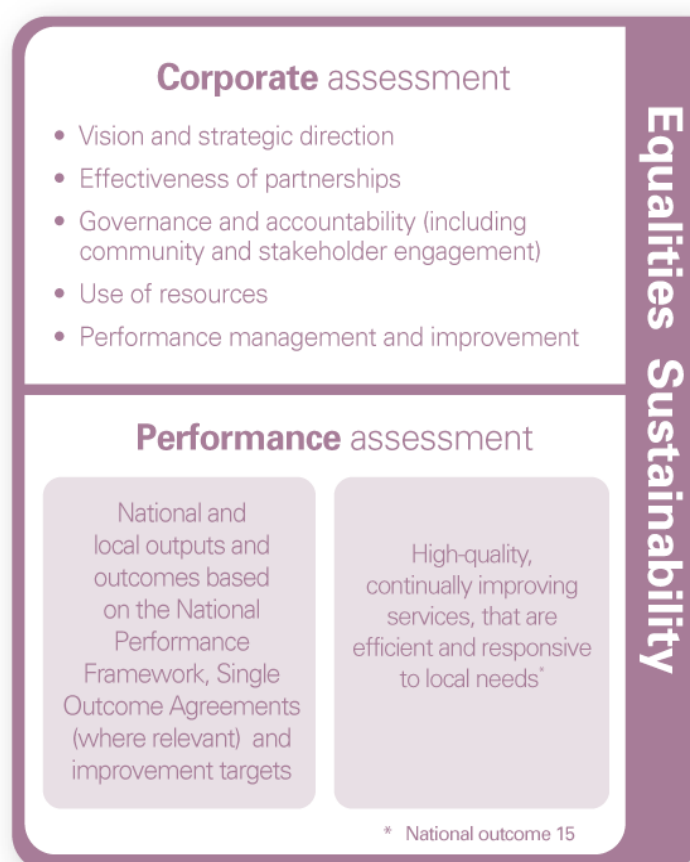 Corporate assessment
• Vision and strategic direction
• Effectiveness of partnerships
• Governance and accountability (including
community and stakeholder engagement)
• Use of resources
• Performance management and improvement
Performance assessment
National and
local outputs and
outcomes based
on the National
Performance
Framework, Single
Outcome Agreements
(where relevant) and
improvement targets
High-quality,
continually improving
services, that are
efficient and responsive
to local needs*
* National outcome 15
Equalities Sustainability